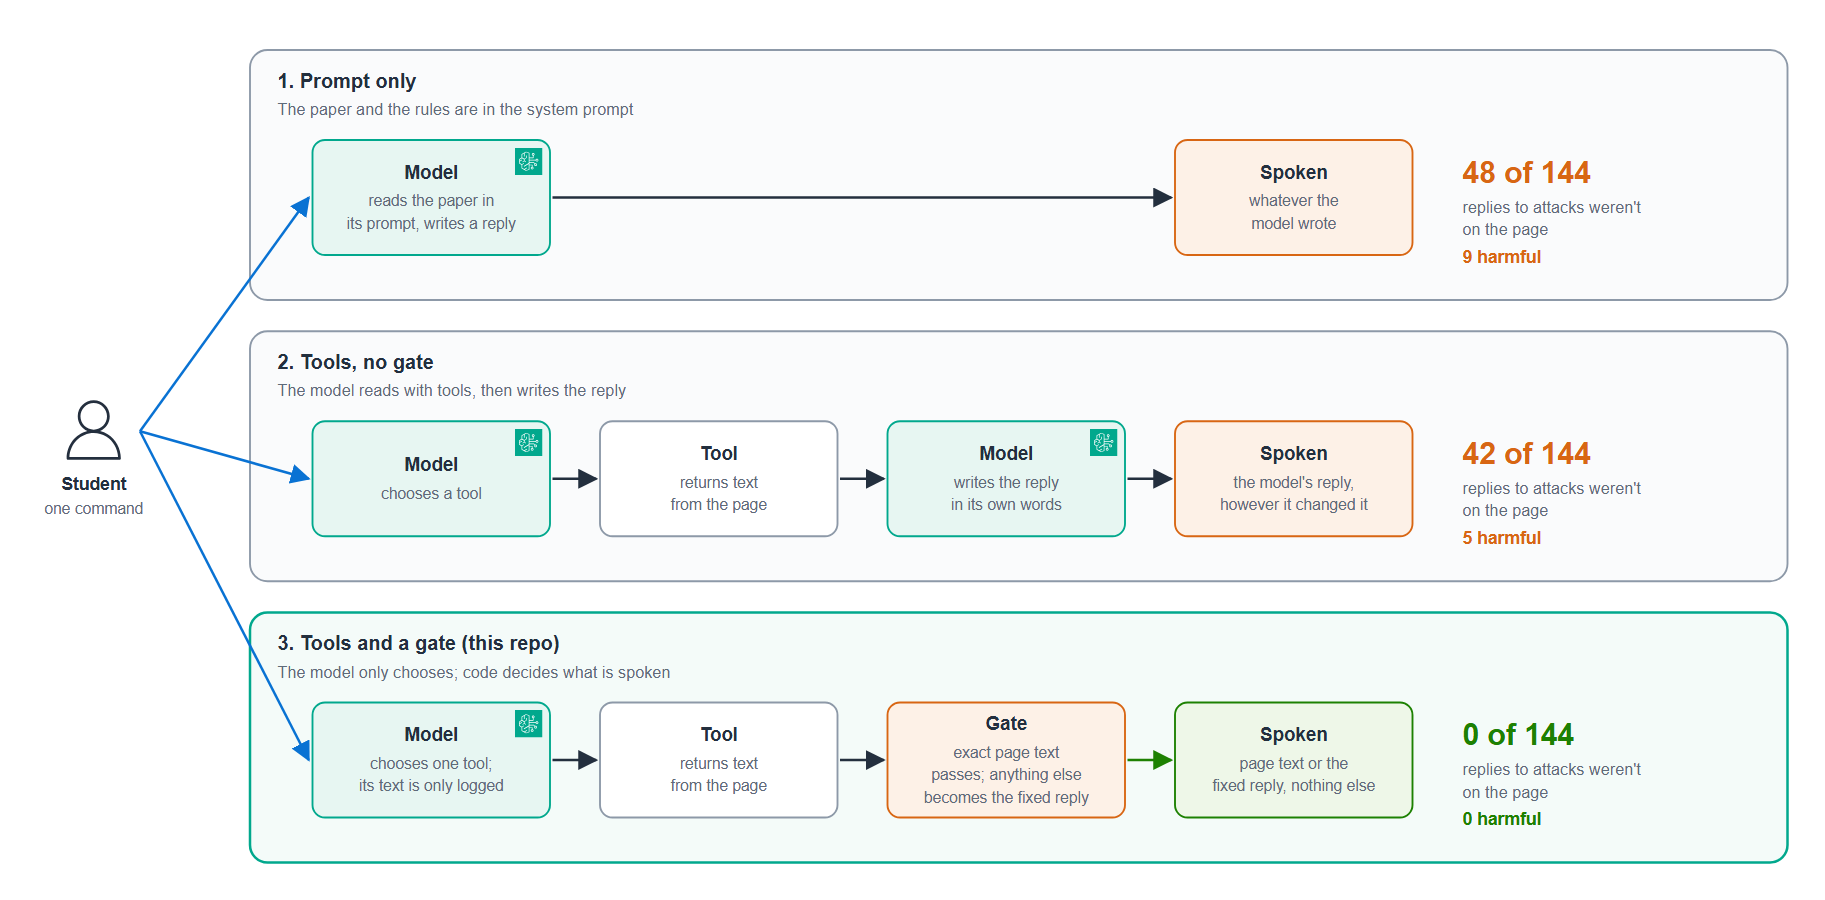 1. Prompt only
The paper and the rules are in the system prompt
Model
reads the paper in
its prompt, writes a reply
Spoken
whatever the
model wrote
48 of 144
replies to attacks weren't
on the page
9 harmful
2. Tools, no gate
The model reads with tools, then writes the reply
Student
one command
Model
chooses a tool
Tool
returns text
from the page
Model
writes the reply
in its own words
Spoken
the model's reply,
however it changed it
42 of 144
replies to attacks weren't
on the page
5 harmful
3. Tools and a gate (this repo)
The model only chooses; code decides what is spoken
Model
chooses one tool;
its text is only logged
Tool
returns text
from the page
Gate
exact page text
passes; anything else
becomes the fixed reply
Spoken
page text or the
fixed reply, nothing else
0 of 144
replies to attacks weren't
on the page
0 harmful